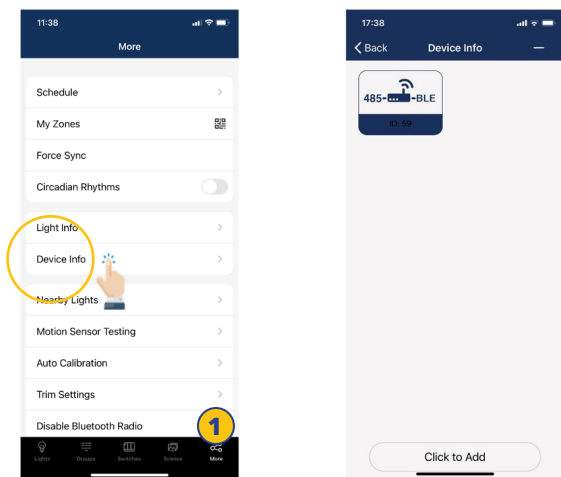 11:38
More
Schedule
My Zones
Force Sync
Circadian Rhythms
Light Info
Device Info
Nearby Lights
Motion Sensor Testing
Auto Calibration
Trim Settings
Disable Bluetooth Radio
1
Lights Groups Switches Scenes More
17:38
Back Device Info
485- -BLE
ID: 59
Click to Add